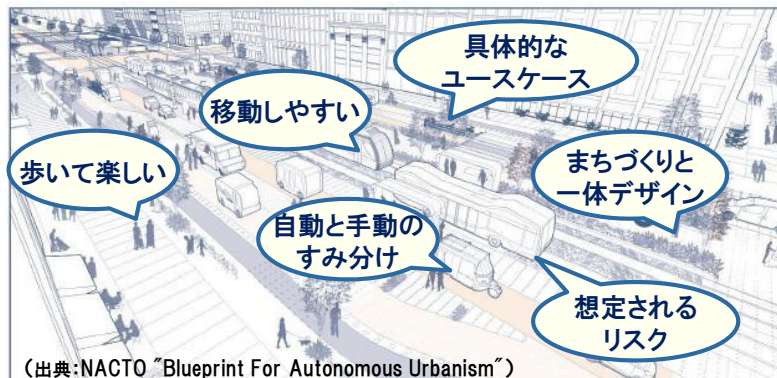 具体的な
ユースケース
移動しやすい
歩いて楽しい
まちづくりと
一体デザイン
自動と手動の
すみ分け
想定される
リスク
（出典:NACTO ”Blueprint For Autonomous Urbanism”）